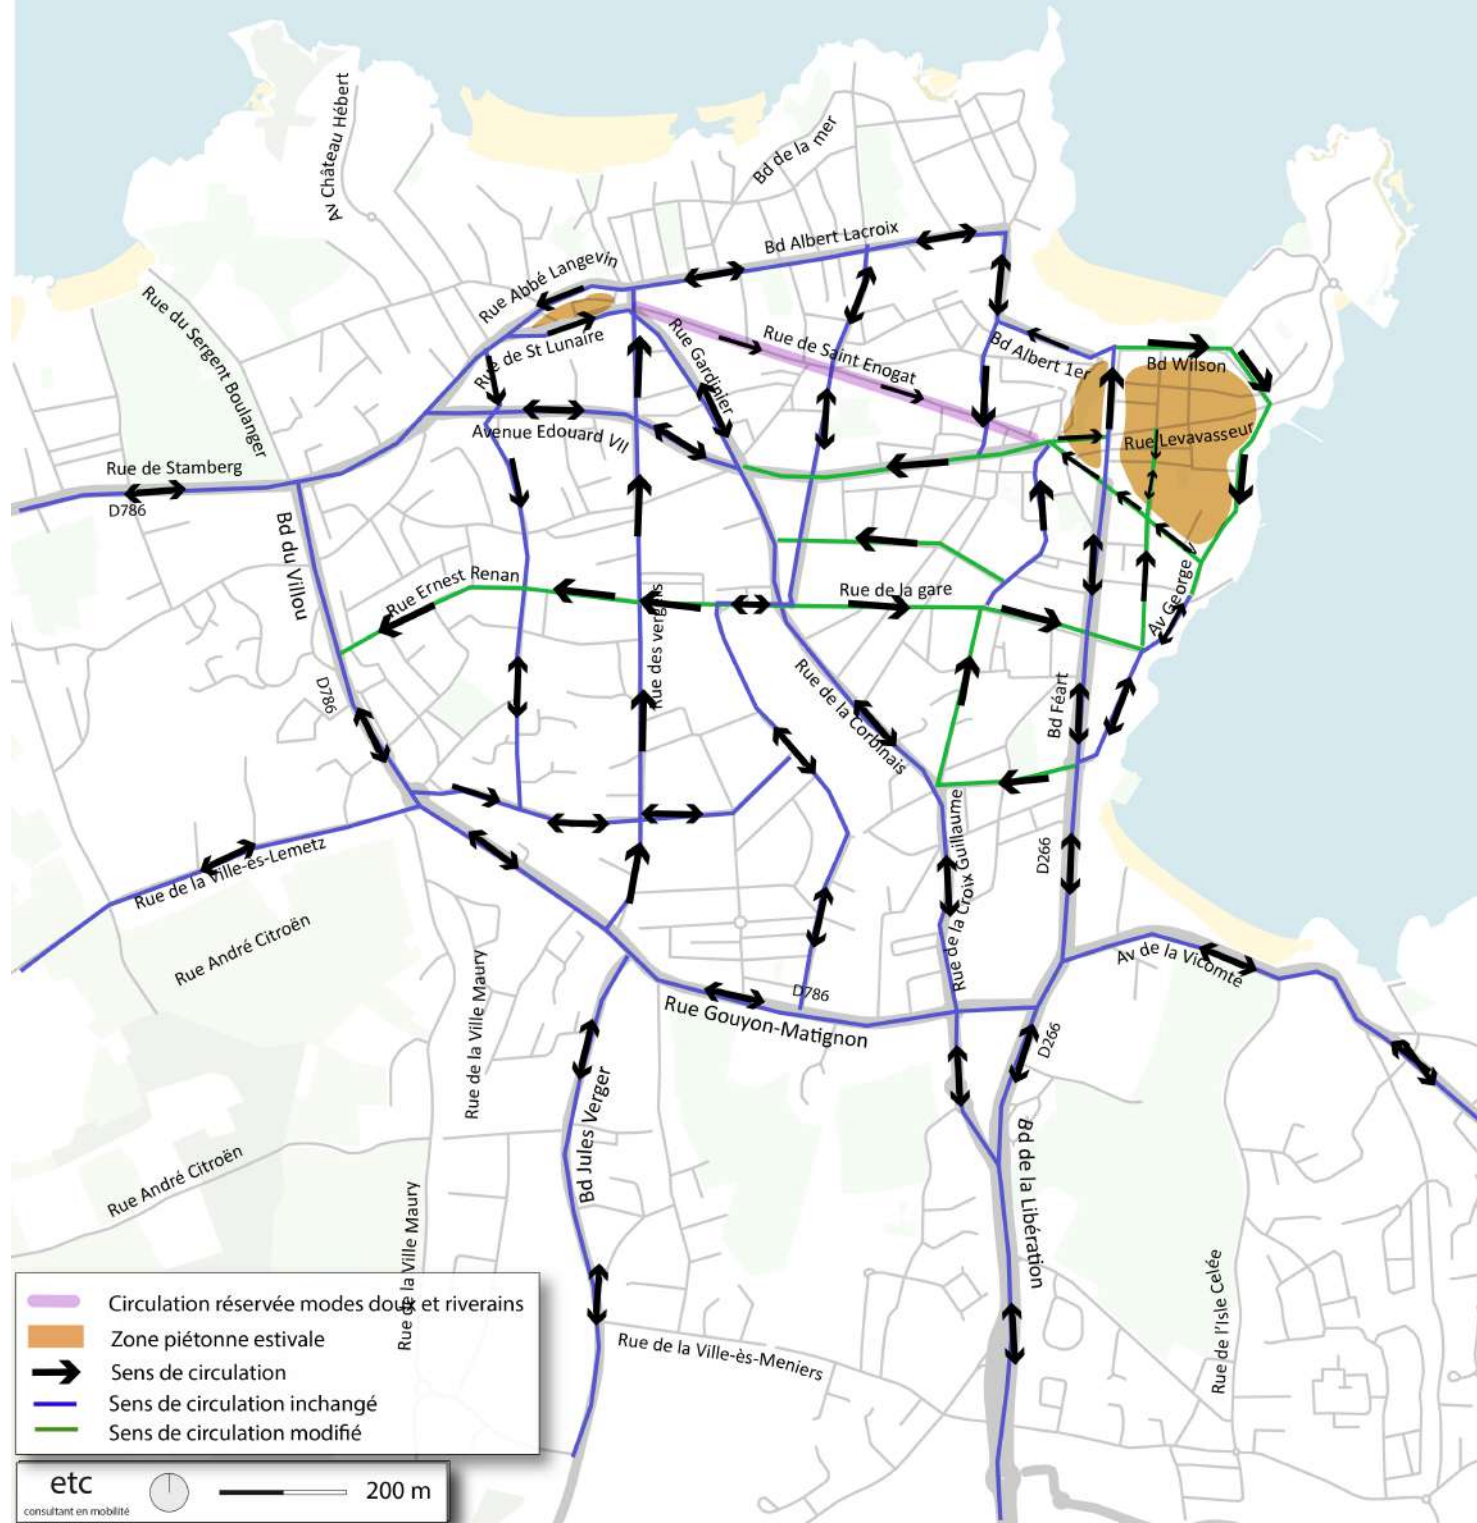 Av Château Hébert
Bd de la mer
Bd Albert Lacroix
Rue Abbé Langevin
Rue du Sergent Boulanger
Rue de St Lunaire
Rue Gardinier
Rue de Saint Enogat
Bd Albert 1er
Bd Wilson
Avenue Edouard VII
Rue Levavasseur
Rue de Stamberg
D786
Bd du Villou
Rue Ernest Renan
Rue des vergers
Rue de la gare
Av George V
D786
Rue de la Corbinais
Bd Féart
Rue de la Ville-ès-Lemetz
Rue de la Croix Guillaume
D266
Rue André Citroën
Rue de la Ville Maury
Av de la Vicomté
D786
Rue Gouyon-Matignon
D266
Bd Jules Verger
Rue André Citroën
Bd de la Libération
Rue de la Ville Maury
Rue de l'Isle Celée
Rue de la Ville-ès-Meniers
Circulation réservée modes doux et riverains
Zone piétonne estivale
Sens de circulation
Sens de circulation inchangé
Sens de circulation modifié
etc
consultant en mobilité
200 m